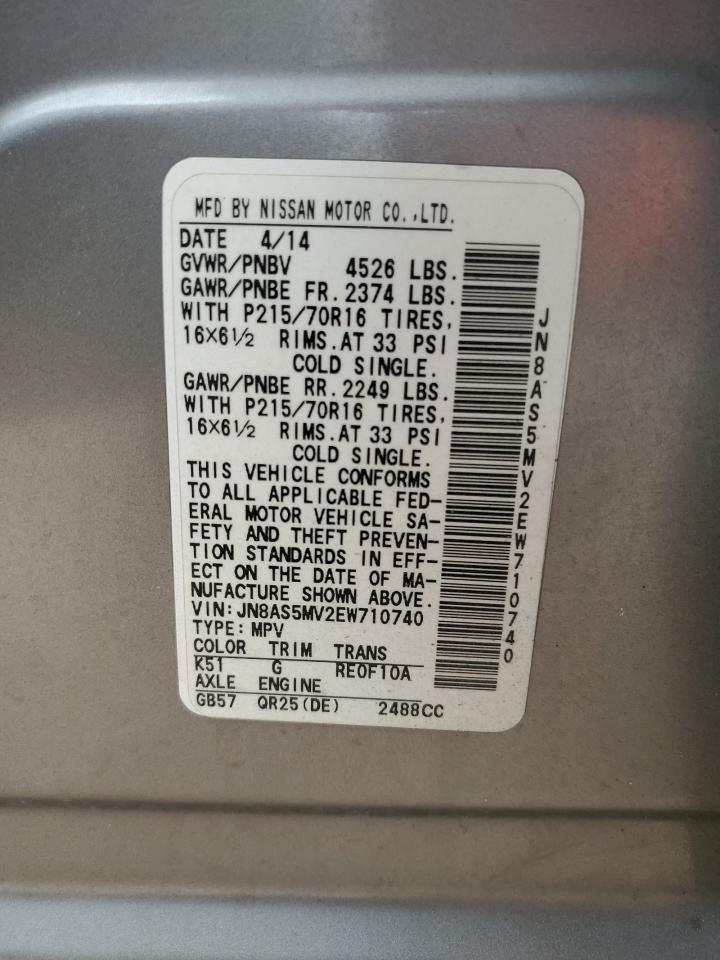 MFD BY NISSAN MOTOR CO.,LTD.
DATE 4/14
GVWR/PNBV 4526 LBS.
GAWR/PNBE FR. 2374 LBS.
WITH P215/70R16 TIRES,
16X6½ RIMS. AT 33 PSI
COLD SINGLE.
GAWR/PNBE RR. 2249 LBS.
WITH P215/70R16 TIRES,
16X6½ RIMS. AT 33 PSI
COLD SINGLE.
THIS VEHICLE CONFORMS
TO ALL APPLICABLE FED-
ERAL MOTOR VEHICLE SA-
FETY AND THEFT PREVEN-
TION STANDARDS IN EFF-
ECT ON THE DATE OF MA-
NUFACTURE SHOWN ABOVE.
VIN: JN8AS5MV2EW710740
TYPE: MPV
COLOR TRIM TRANS
K51 G RE0F10A
AXLE ENGINE
GB57 QR25(DE) 2488CC
JN8AS5MV2EW710740